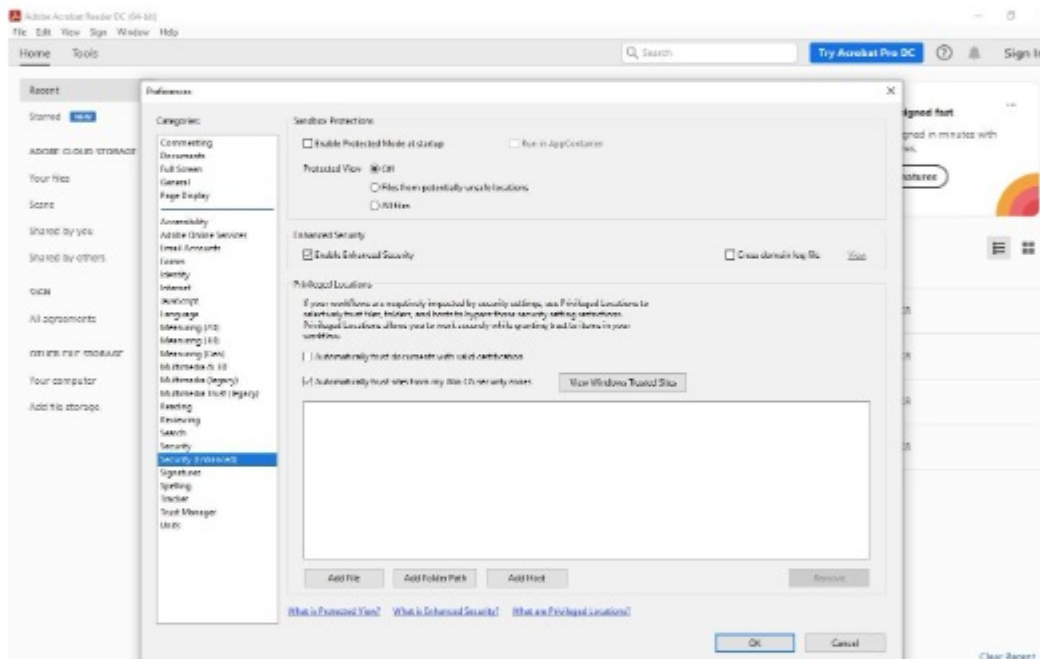 Adobe Acrobat Reader DC (64-bit)
File Edit View Sign Window Help
Home Tools
Search
Try Acrobat Pro DC
Sign In
Recent
Starred NEW
ADOBE CLOUD STORAGE
Your files
Scans
Shared by you
Shared by others
SIGN
All agreements
OTHER FILE STORAGE
Your computer
Add file storage
Preferences
Categories:
Commenting
Documents
Full Screen
General
Page Display
Accessibility
Adobe Online Services
Email Accounts
Forms
Identity
Internet
JavaScript
Language
Measuring (2D)
Measuring (3D)
Measuring (Geo)
Multimedia & 3D
Multimedia (legacy)
Multimedia Trust (legacy)
Reading
Reviewing
Search
Security
Security (Enhanced)
Signatures
Spelling
Tracker
Trust Manager
Units
Sandbox Protections
Enable Protected Mode at startup
Run in AppContainer
Protected View Off
Files from potentially unsafe locations
All files
Enhanced Security
Enable Enhanced Security
Cross domain log file View
Privileged Locations
If your workflows are negatively impacted by security settings, use Privileged Locations to
selectively trust files, folders, and hosts to bypass those security setting restrictions.
Privileged Locations allows you to work securely while granting trust to items in your
workflow.
Automatically trust documents with valid certification
Automatically trust sites from my Win OS security zones
View Windows Trusted Sites
Add File Add Folder Path Add Host Remove
What is Protected View? What is Enhanced Security? What are Privileged Locations?
OK Cancel
igned fast
gned in minutes with
atures
Clear Recent